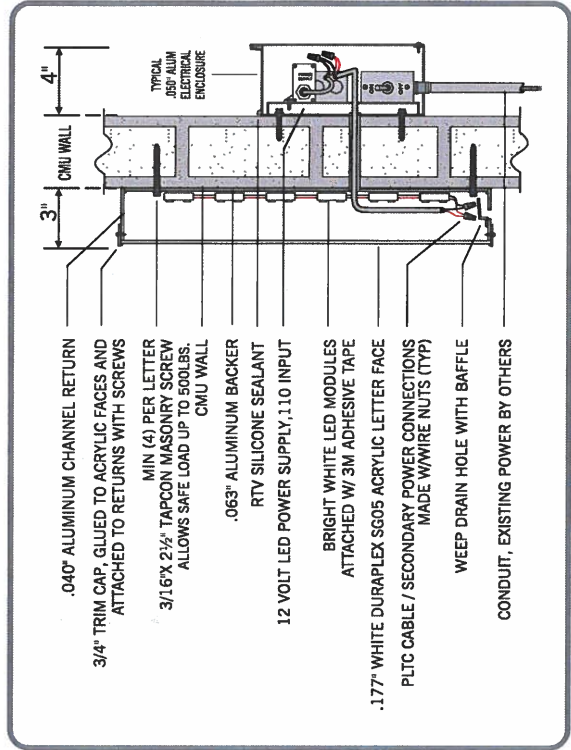 .040" ALUMINUM CHANNEL RETURN
3/4" TRIM CAP, GLUED TO ACRYLIC FACES AND
ATTACHED TO RETURNS WITH SCREWS
MIN (4) PER LETTER
3/16"X 2½" TAPCON MASONRY SCREW
ALLOWS SAFE LOAD UP TO 500LBS.
CMU WALL
.063" ALUMINUM BACKER
RTV SILICONE SEALANT
12 VOLT LED POWER SUPPLY,110 INPUT
BRIGHT WHITE LED MODULES
ATTACHED W/ 3M ADHESIVE TAPE
.177" WHITE DURAPLEX SG05 ACRYLIC LETTER FACE
PLTC CABLE / SECONDARY POWER CONNECTIONS
MADE W/WIRE NUTS (TYP)
WEEP DRAIN HOLE WITH BAFFLE
CONDUIT, EXISTING POWER BY OTHERS
3"
CMU WALL
4"
TYPICAL
.050" ALUM
ELECTRICAL
ENCLOSURE
ON
OFF